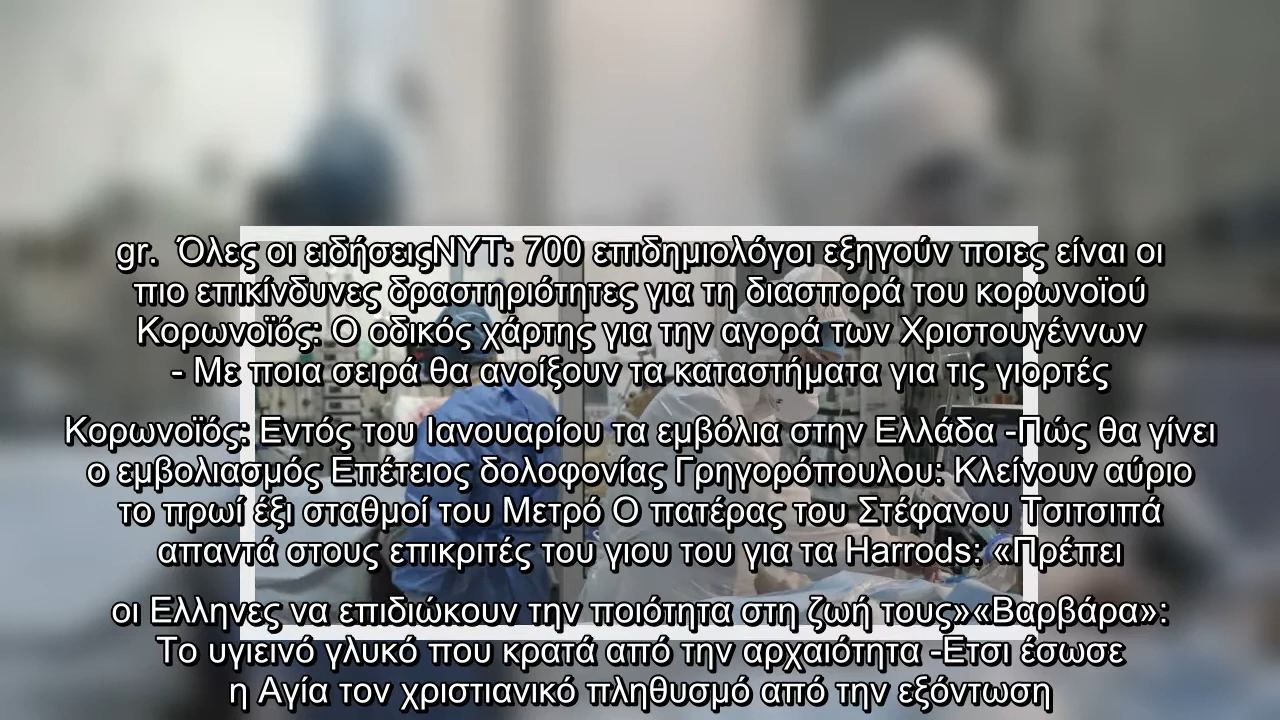 gr.  Όλες οι ειδήσειςNYT: 700 επιδημιολόγοι εξηγούν ποιες είναι οι
πιο επικίνδυνες δραστηριότητες για τη διασπορά του κορωνοϊού
Κορωνοϊός: Ο οδικός χάρτης για την αγορά των Χριστουγέννων
- Με ποια σειρά θα ανοίξουν τα καταστήματα για τις γιορτές
Κορωνοϊός: Εντός του Ιανουαρίου τα εμβόλια στην Ελλάδα -Πώς θα γίνει
ο εμβολιασμός Επέτειος δολοφονίας Γρηγορόπουλου: Κλείνουν αύριο
το πρωί έξι σταθμοί του Μετρό Ο πατέρας του Στέφανου Τσιτσιπά
απαντά στους επικριτές του γιου του για τα Harrods: «Πρέπει
οι Ελληνες να επιδιώκουν την ποιότητα στη ζωή τους»«Βαρβάρα»:
Το υγιεινό γλυκό που κρατά από την αρχαιότητα -Ετσι έσωσε
η Αγία τον χριστιανικό πληθυσμό από την εξόντωση